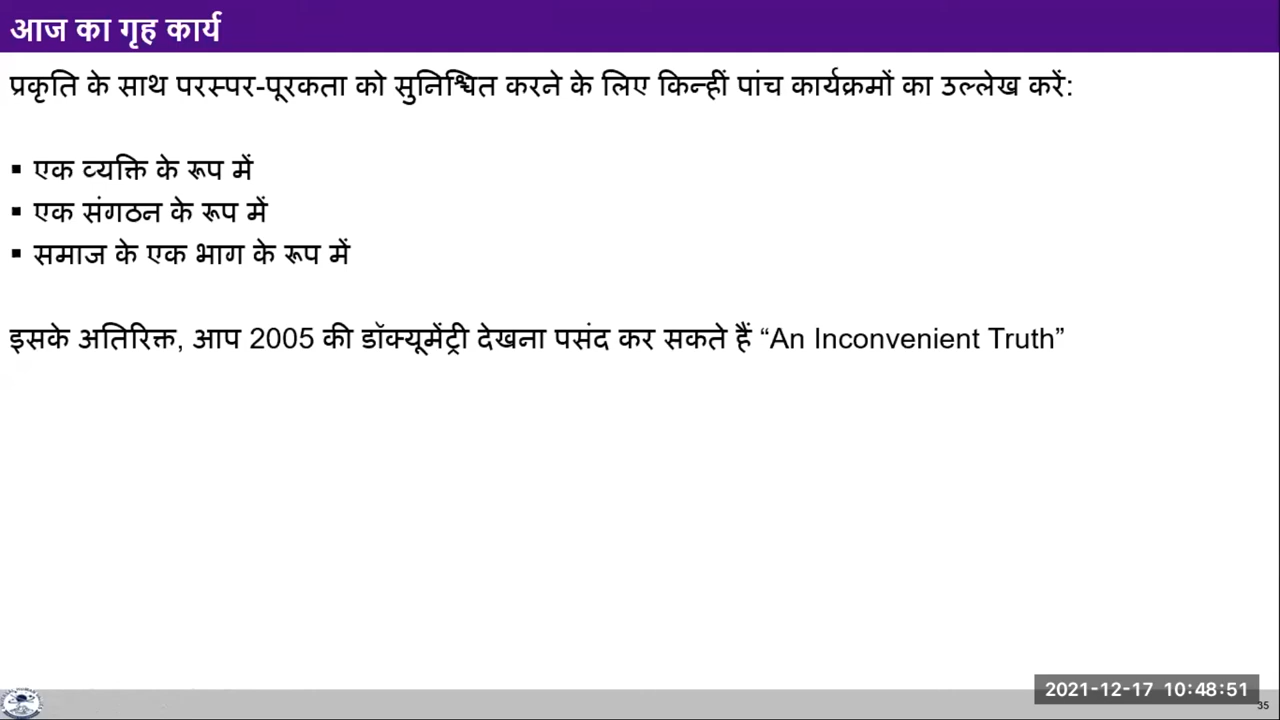 आज का गृह कार्य
प्रकृति के साथ परस्पर-पूरकता को सुनिश्चित करने के लिए किन्हीं पांच कार्यक्रमों का उल्लेख करें:
▪ एक व्यक्ति के रूप में
▪ एक संगठन के रूप में
▪ समाज के एक भाग के रूप में
इसके अतिरिक्त, आप 2005 की डॉक्यूमेंट्री देखना पसंद कर सकते हैं “An Inconvenient Truth”
2021-12-17 10:48:51
35